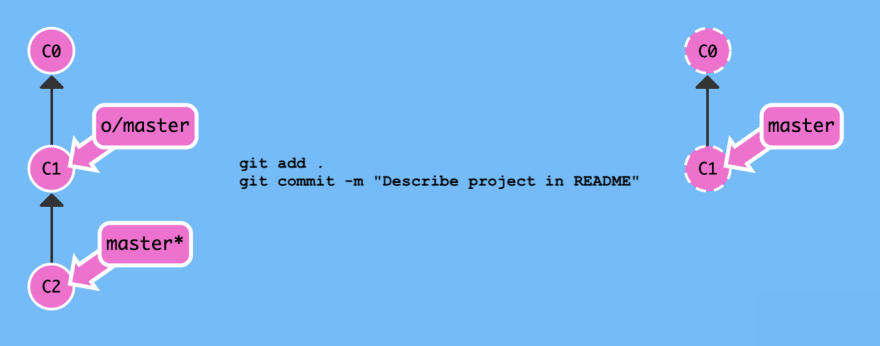 C0
C0
o/master
master
C1
git add .
git commit -m "Describe project in README"
C1
master*
C2